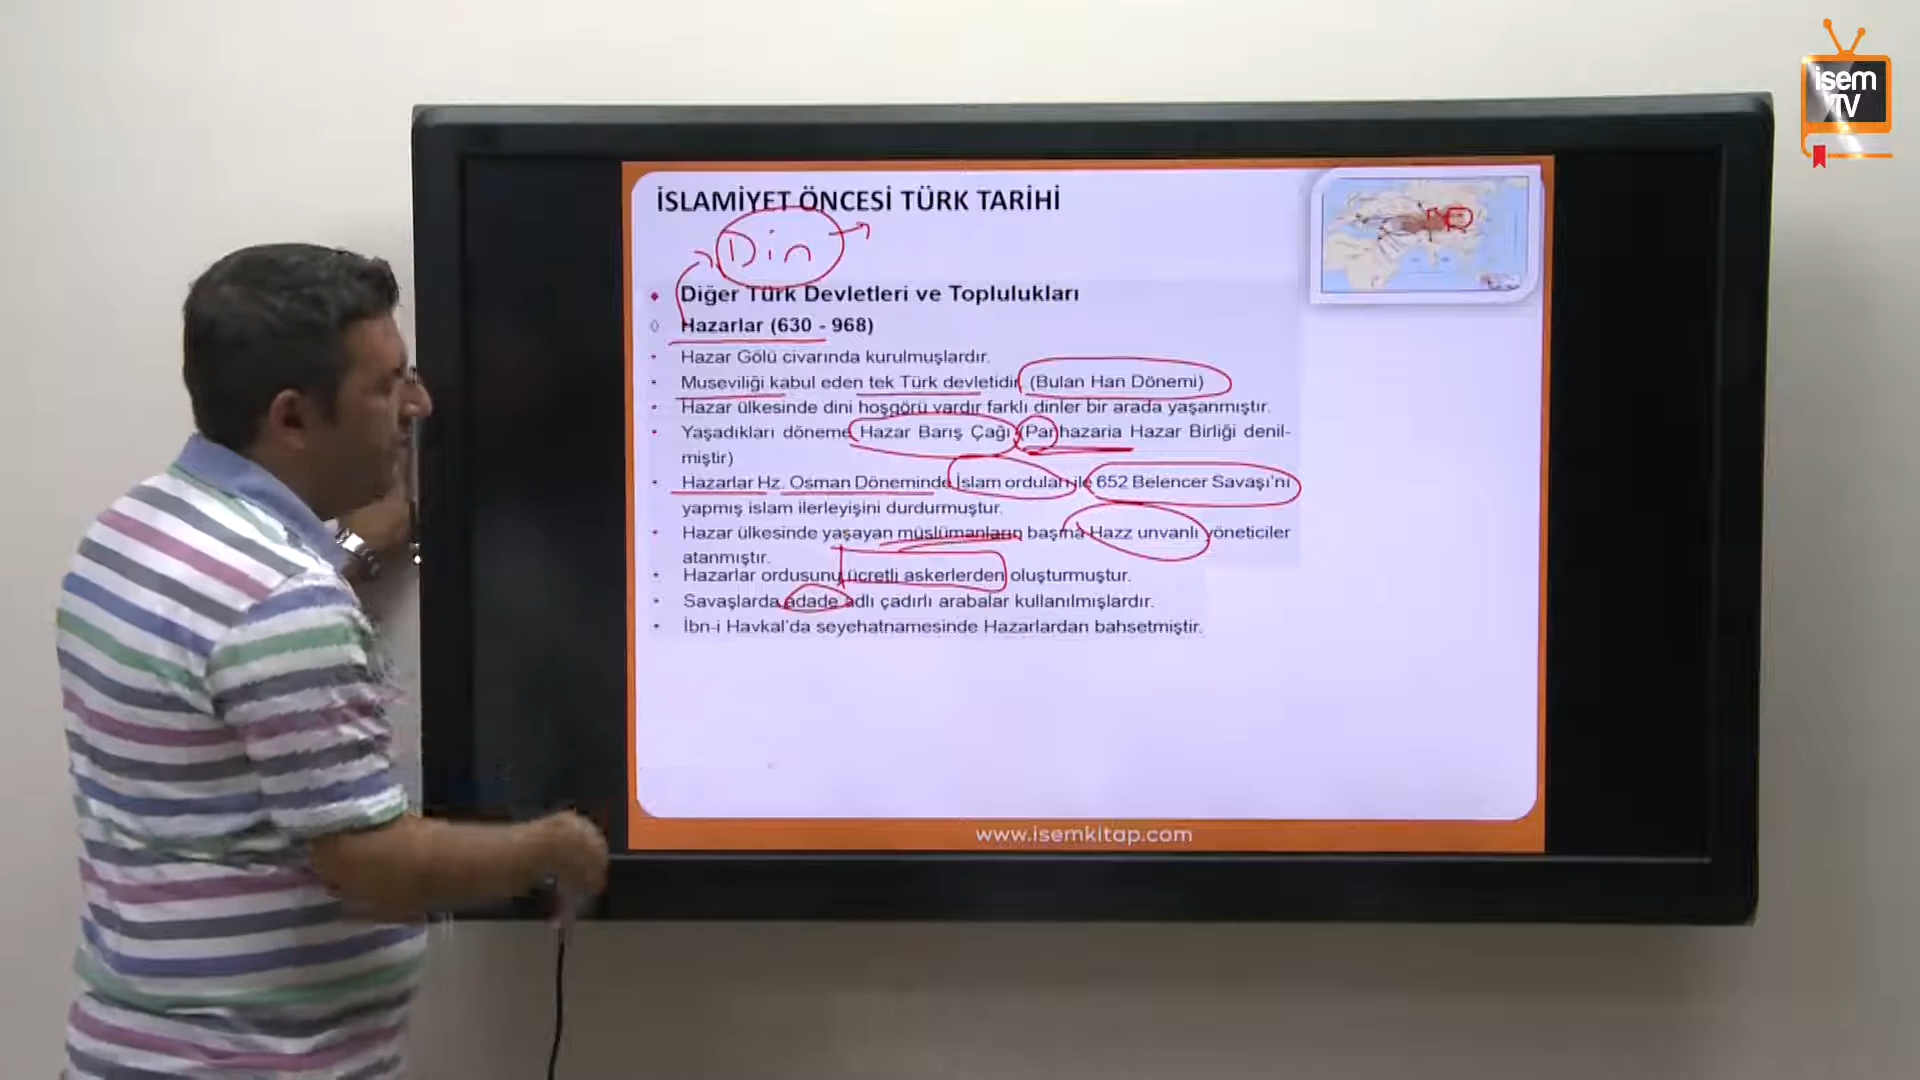 isem
TV
İSLAMİYET ÖNCESİ TÜRK TARİHİ
Din
Diğer Türk Devletleri ve Toplulukları
Hazarlar (630 - 968)
Hazar Gölü civarında kurulmuşlardır.
Museviliği kabul eden tek Türk devletidir (Bulan Han Dönemi)
Hazar ülkesinde dini hoşgörü vardır farklı dinler bir arada yaşanmıştır.
Yaşadıkları döneme Hazar Barış Çağı (Parhazaria Hazar Birliği denil-
miştir)
Hazarlar Hz. Osman Döneminde İslam orduları ile 652 Belencer Savaşı'nı
yapmış islam ilerleyişini durdurmuştur.
Hazar ülkesinde yaşayan müslümanların başına Hazz unvanlı yöneticiler
atanmıştır.
Hazarlar ordusunu ücretli askerlerden oluşturmuştur.
Savaşlarda adade adlı çadırlı arabalar kullanılmışlardır.
İbn-i Havkal'da seyehatnamesinde Hazarlardan bahsetmiştir.
www.isemkitap.com